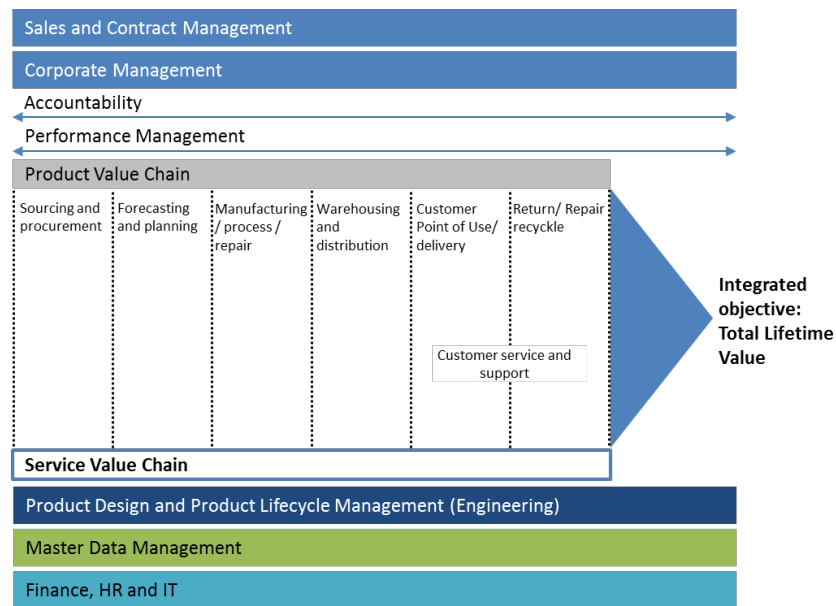 Sales and Contract Management
Corporate Management
Accountability
Performance Management
Product Value Chain
Sourcing and
procurement
Forecasting
and planning
Manufacturing
/ process /
repair
Warehousing
and
distribution
Customer
Point of Use/
delivery
Return/ Repair
recyckle
Customer service and
support
Integrated
objective:
Total Lifetime
Value
Service Value Chain
Product Design and Product Lifecycle Management (Engineering)
Master Data Management
Finance, HR and IT